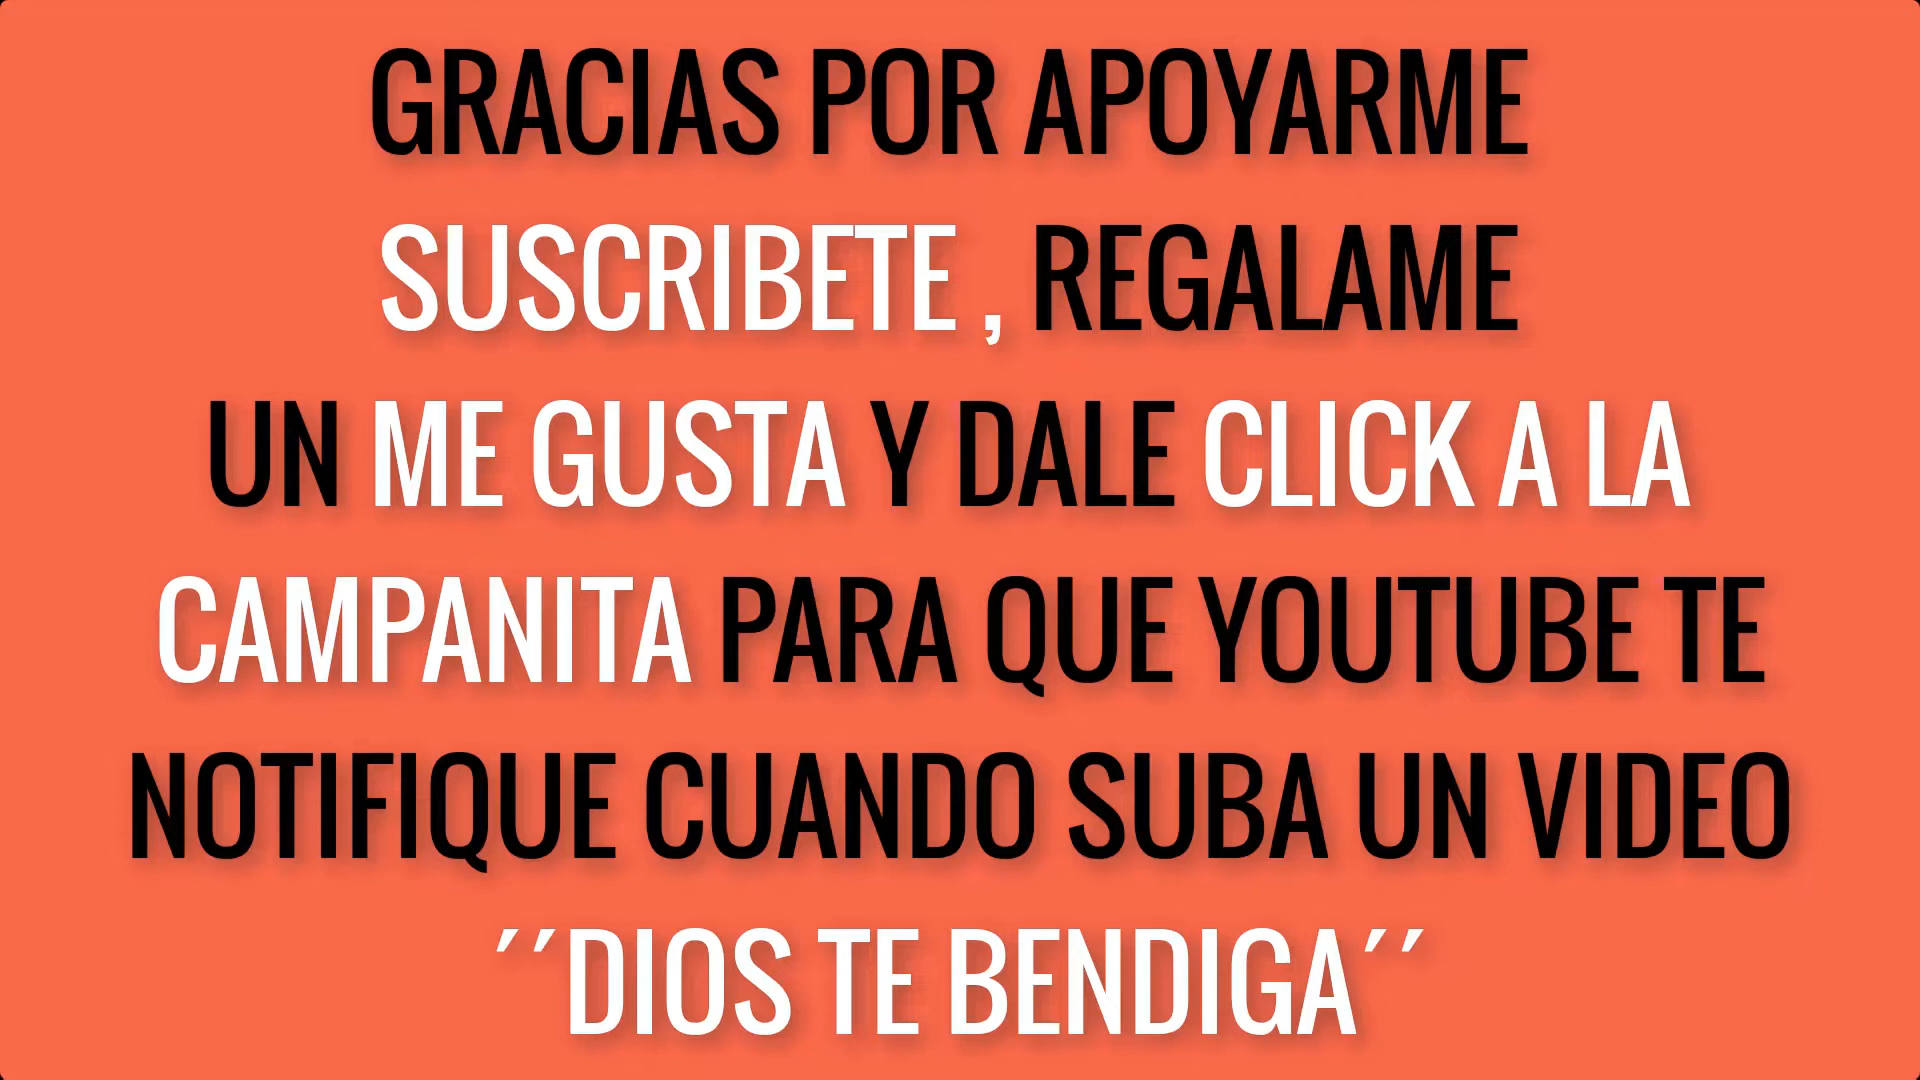 GRACIAS POR APOYARME
SUSCRIBETE , REGALAME
UN ME GUSTA Y DALE CLICK A LA
CAMPANITA PARA QUE YOUTUBE TE
NOTIFIQUE CUANDO SUBA UN VIDEO
´´DIOS TE BENDIGA´´